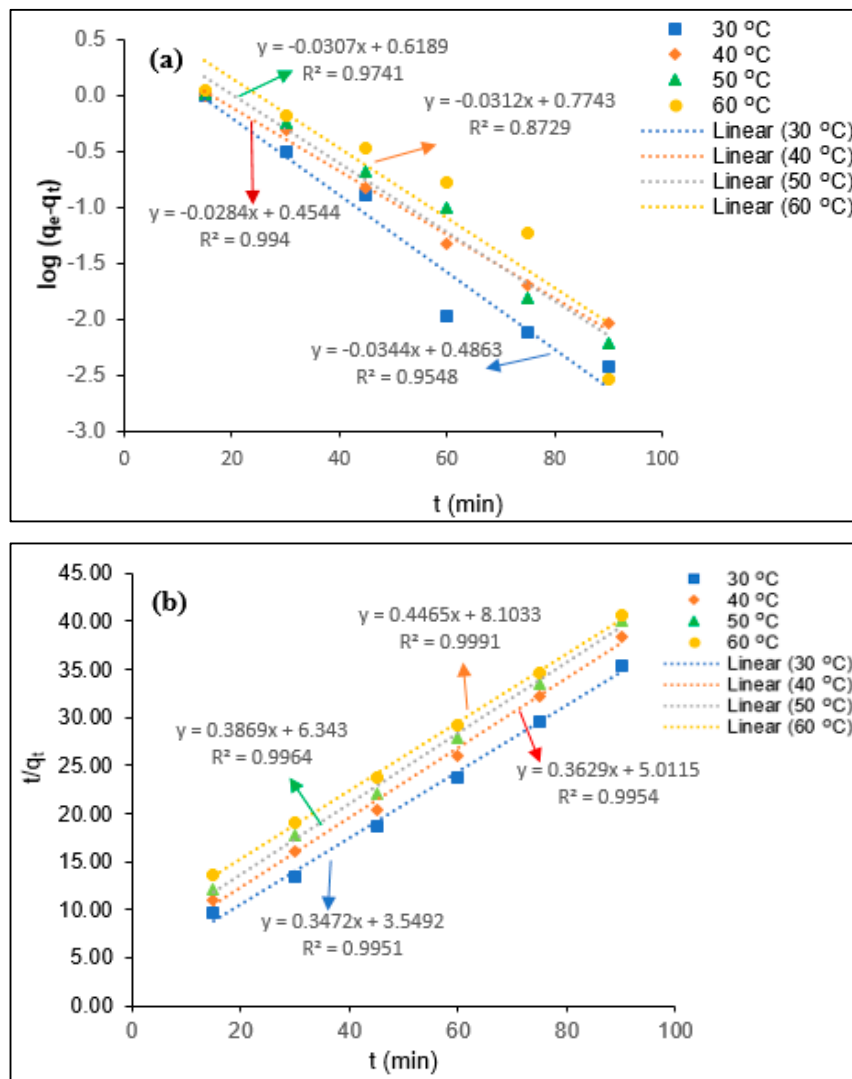 (a)
0.5
0.0
-0.5
-1.0
-1.5
-2.0
-2.5
-3.0
log (qe-qt)
0
20
40
60
80
100
t (min)
y = -0.0307x + 0.6189
R² = 0.9741
y = -0.0312x + 0.7743
R² = 0.8729
y = -0.0284x + 0.4544
R² = 0.994
y = -0.0344x + 0.4863
R² = 0.9548
30 °C
40 °C
50 °C
60 °C
Linear (30 °C)
Linear (40 °C)
Linear (50 °C)
Linear (60 °C)
(b)
45.00
40.00
35.00
30.00
25.00
20.00
15.00
10.00
5.00
0.00
t/qt
0
20
40
60
80
100
t (min)
y = 0.4465x + 8.1033
R² = 0.9991
y = 0.3869x + 6.343
R² = 0.9964
y = 0.3629x + 5.0115
R² = 0.9954
y = 0.3472x + 3.5492
R² = 0.9951
30 °C
40 °C
50 °C
60 °C
Linear (30 °C)
Linear (40 °C)
Linear (50 °C)
Linear (60 °C)